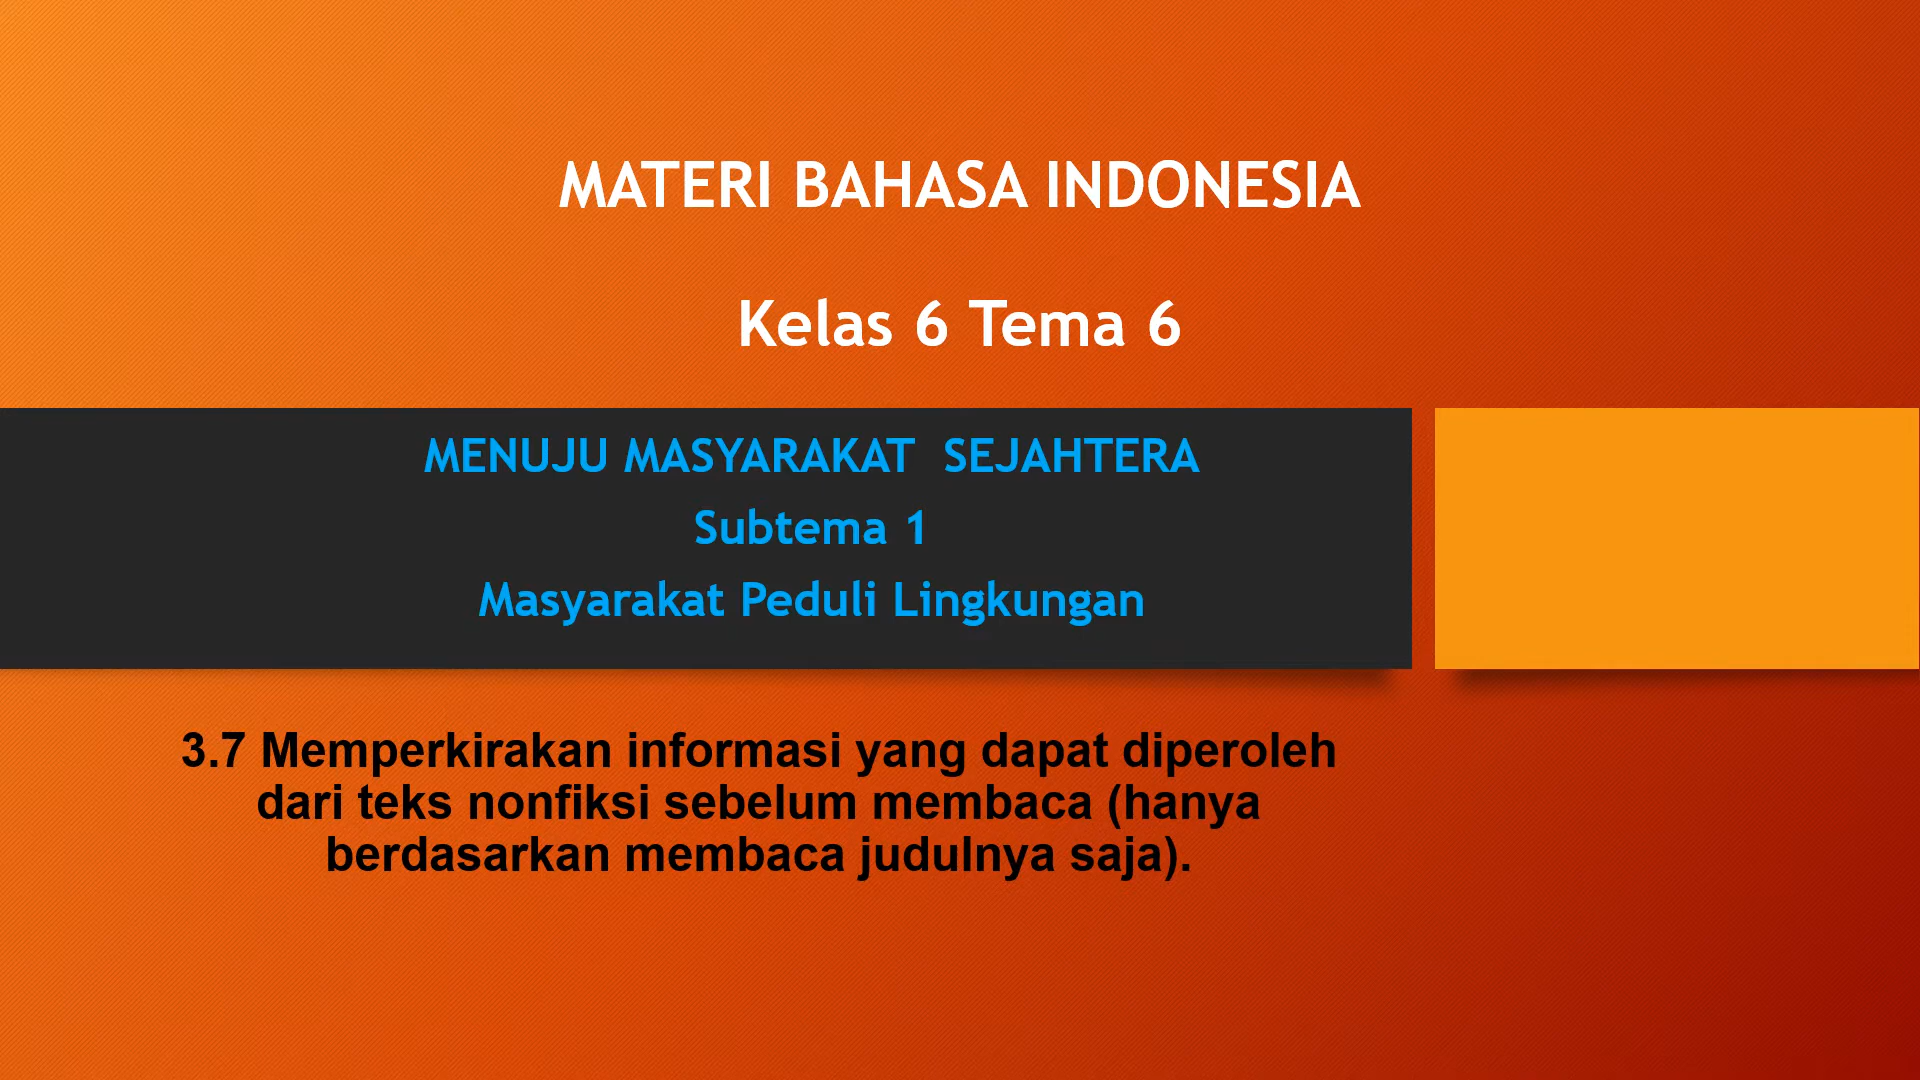 MATERI BAHASA INDONESIA
Kelas 6 Tema 6
MENUJU MASYARAKAT  SEJAHTERA
Subtema 1
Masyarakat Peduli Lingkungan
3.7 Memperkirakan informasi yang dapat diperoleh
dari teks nonfiksi sebelum membaca (hanya
berdasarkan membaca judulnya saja).